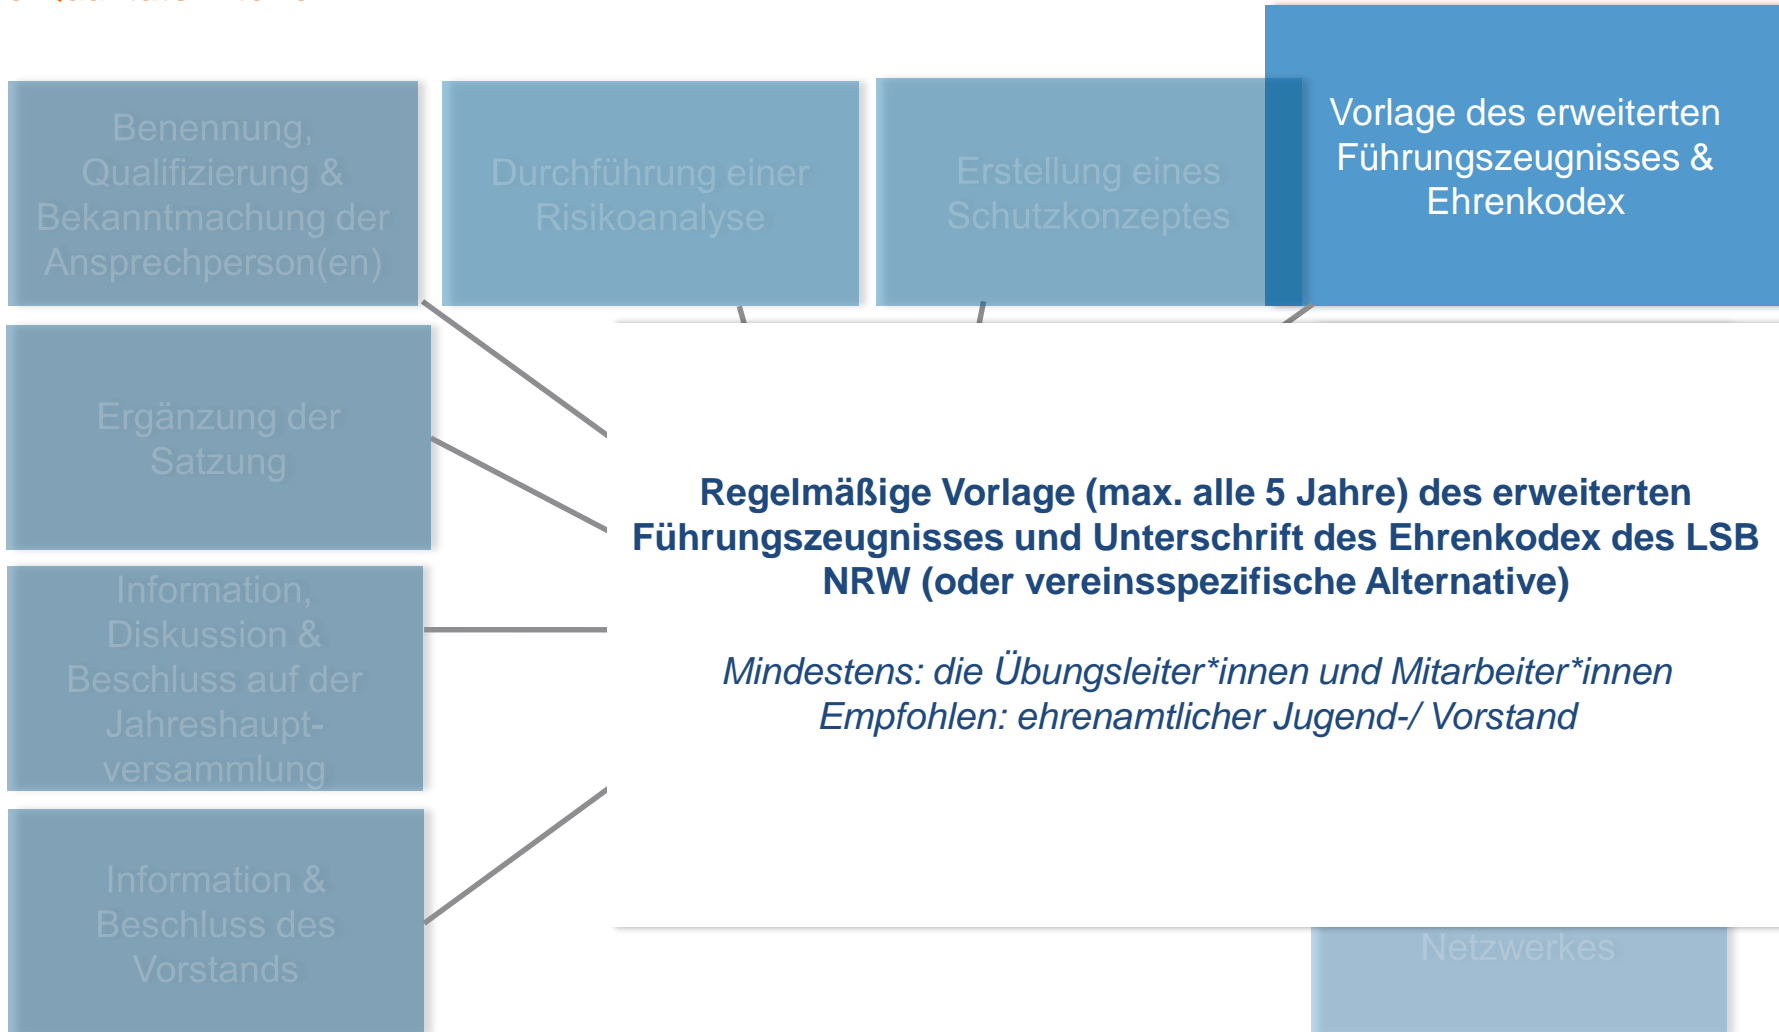 Benennung,
Qualifizierung &
Bekanntmachung der
Ansprechperson(en)
Durchführung einer
Risikoanalyse
Erstellung eines
Schutzkonzeptes
Vorlage des erweiterten
Führungszeugnisses &
Ehrenkodex
Ergänzung der
Satzung
Regelmäßige Vorlage (max. alle 5 Jahre) des erweiterten
Führungszeugnisses und Unterschrift des Ehrenkodex des LSB
NRW (oder vereinsspezifische Alternative)
Mindestens: die Übungsleiter*innen und Mitarbeiter*innen
Empfohlen: ehrenamtlicher Jugend-/ Vorstand
Information,
Diskussion &
Beschluss auf der
Jahreshaupt-
versammlung
Information &
Beschluss des
Vorstands
Netzwerkes